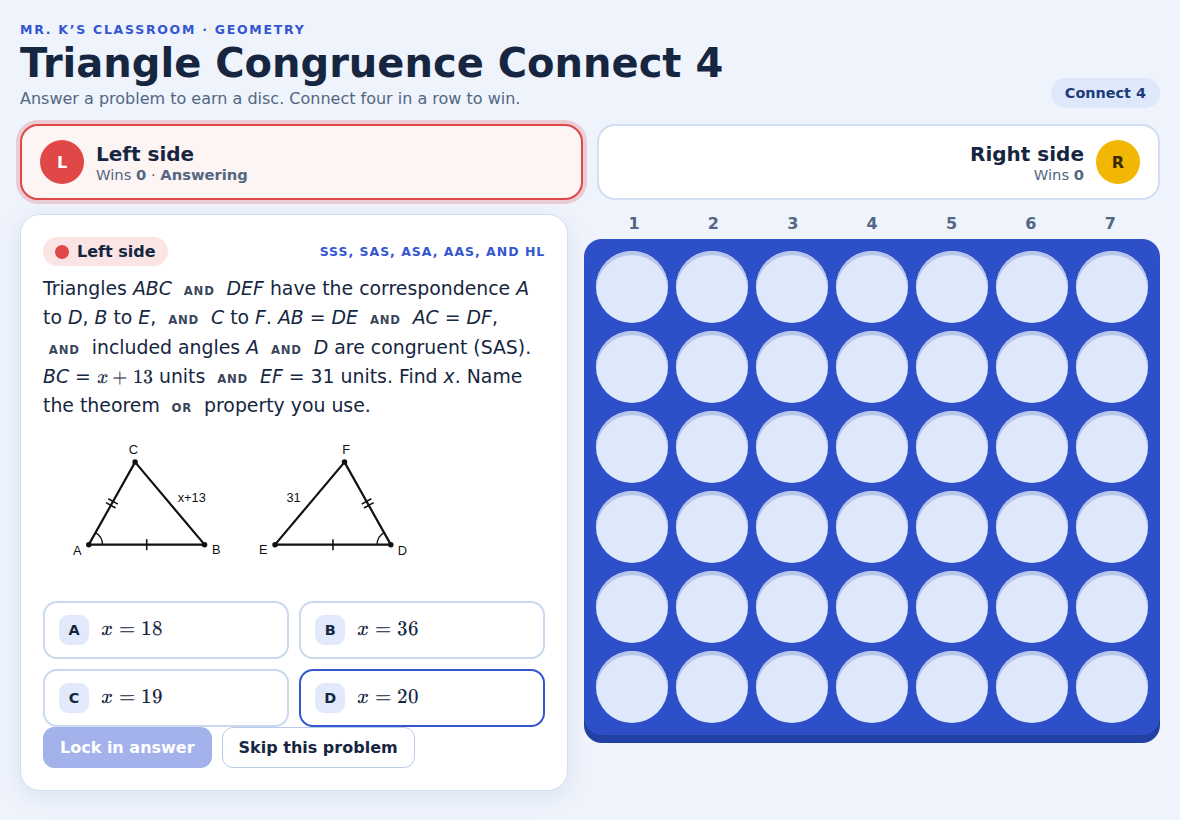 MR. K'S CLASSROOM · GEOMETRY
Triangle Congruence Connect 4
Answer a problem to earn a disc. Connect four in a row to win.
Connect 4
L
Left side
Wins 0 · Answering
Right side
Wins 0
R
Left side
SSS, SAS, ASA, AAS, AND HL
Triangles ABC AND DEF have the correspondence A
to D, B to E, AND C to F. AB = DE AND AC = DF,
AND included angles A AND D are congruent (SAS).
BC = x + 13 units AND EF = 31 units. Find x. Name
the theorem OR property you use.
C
F
x+13
31
A
B
E
D
A x = 18
B x = 36
C x = 19
D x = 20
Lock in answer
Skip this problem
1 2 3 4 5 6 7